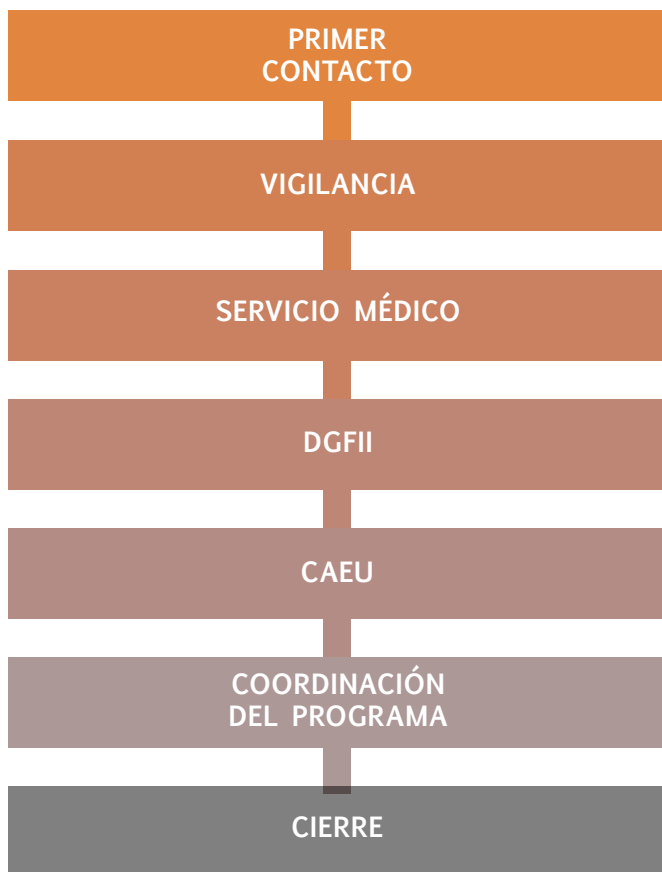 PRIMER
CONTACTO
VIGILANCIA
SERVICIO MÉDICO
DGFII
CAEU
COORDINACIÓN
DEL PROGRAMA
CIERRE